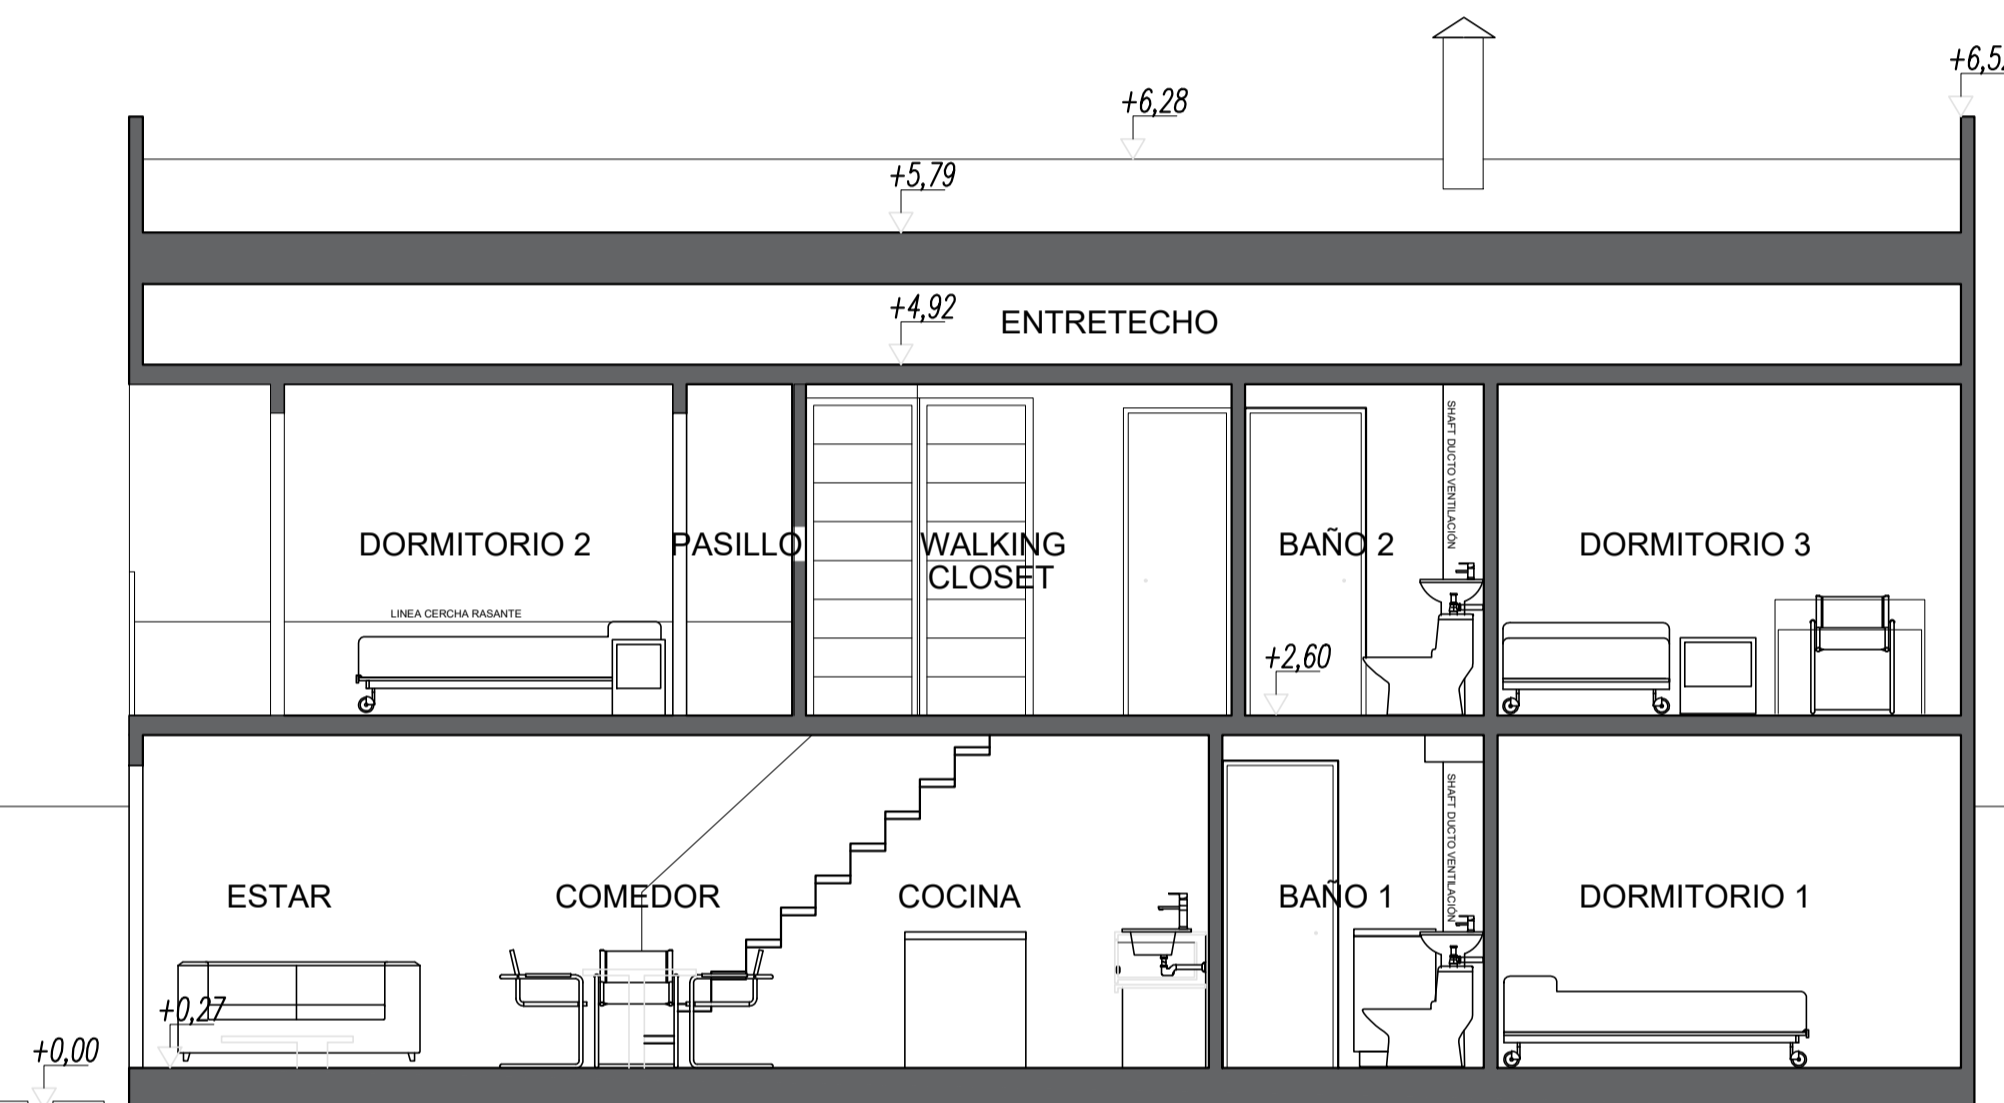 +6,5
+6,28
+5,79
+4,92
ENTRETECHO
SHAFT DUCTO VENTILACIÓN
DORMITORIO 2
PASILLO
WALKING
CLOSET
BAÑO 2
DORMITORIO 3
LINEA CERCHA RASANTE
+2,60
SHAFT DUCTO VENTILACIÓN
ESTAR
COMEDOR
COCINA
BAÑO 1
DORMITORIO 1
+0,27
+0,00